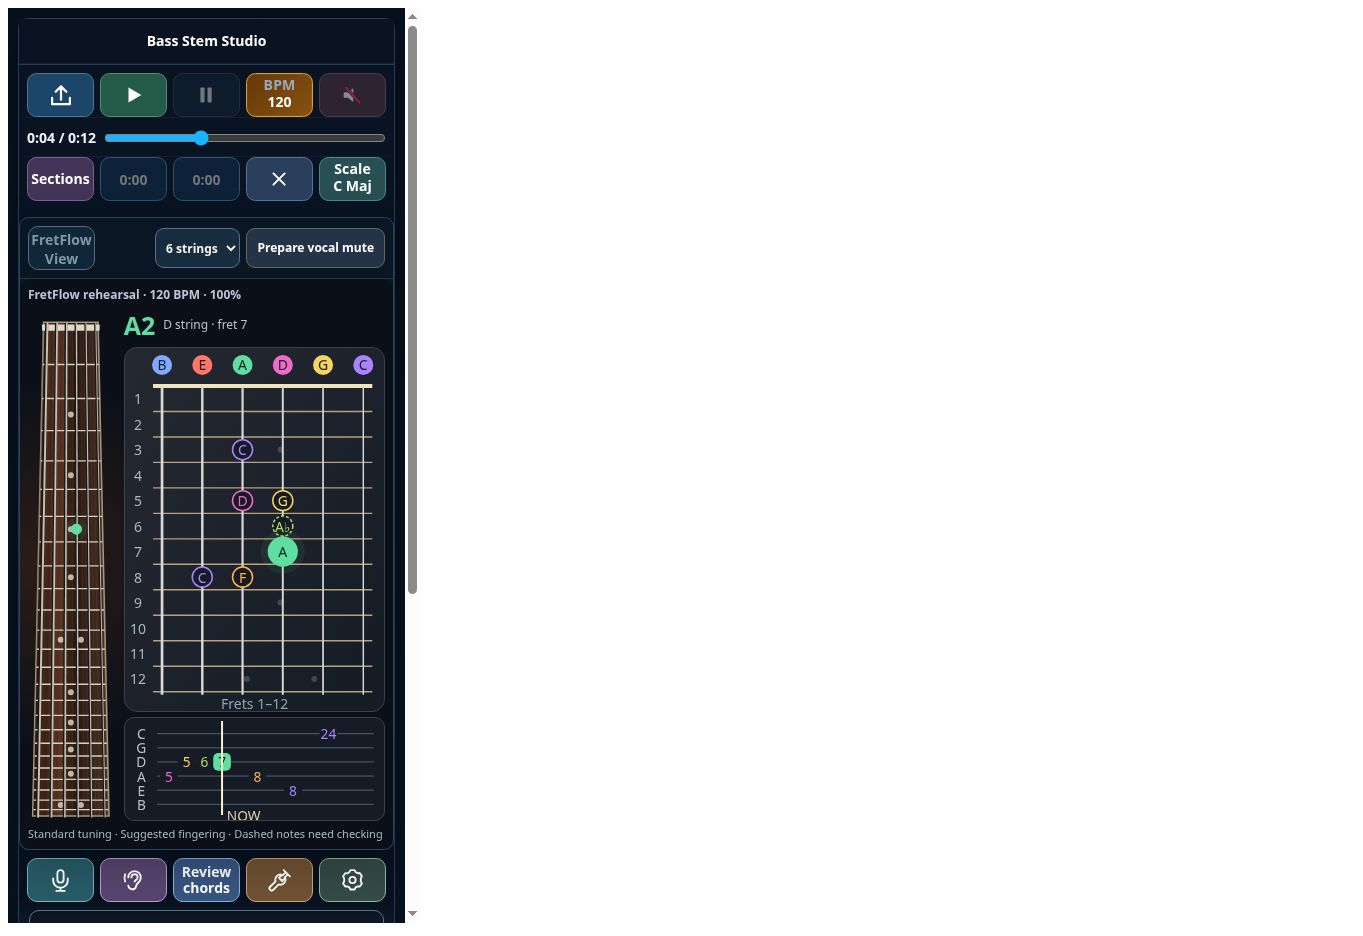 Bass Stem Studio
BPM
120
0:04 / 0:12
Sections
0:00
0:00
Scale
C Maj
FretFlow
View
6 strings
Prepare vocal mute
FretFlow rehearsal · 120 BPM · 100%
A2 D string · fret 7
B E A D G C
1
2
3 C
4
5 D G
6 A♭
7 A
8 C F
9
10
11
12
Frets 1–12
C 24
G
D 5 6 7
A 5 8
E 8
B
NOW
Standard tuning · Suggested fingering · Dashed notes need checking
Review
chords